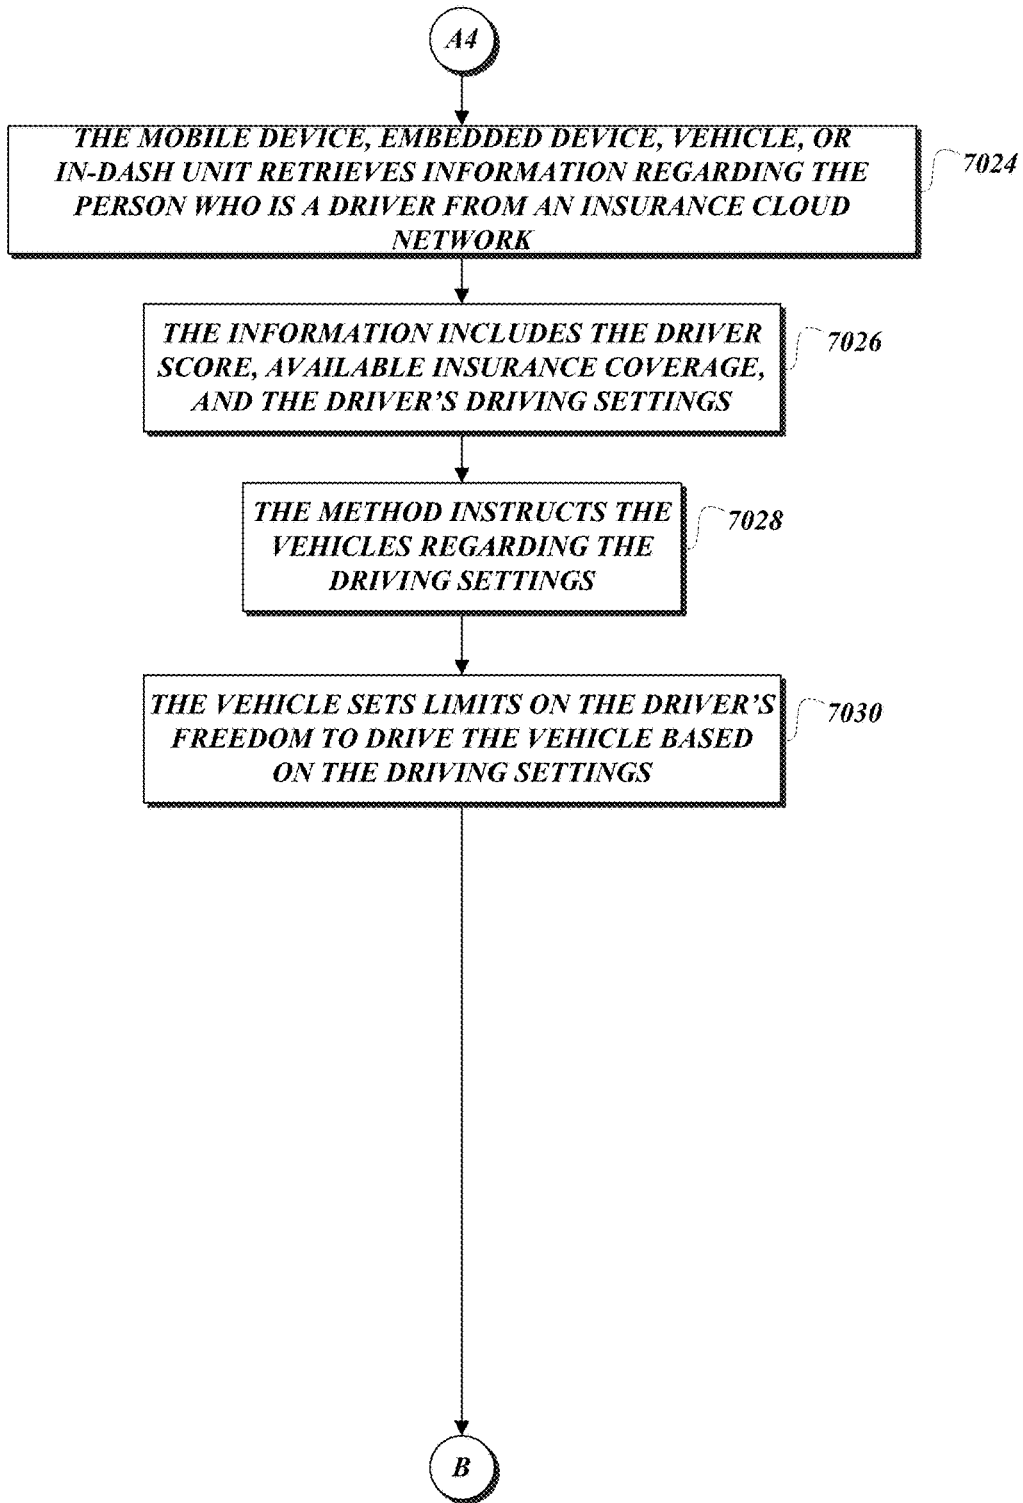 A4
THE MOBILE DEVICE, EMBEDDED DEVICE, VEHICLE, OR
IN-DASH UNIT RETRIEVES INFORMATION REGARDING THE
PERSON WHO IS A DRIVER FROM AN INSURANCE CLOUD
NETWORK
7024
THE INFORMATION INCLUDES THE DRIVER
SCORE, AVAILABLE INSURANCE COVERAGE,
AND THE DRIVER'S DRIVING SETTINGS
7026
THE METHOD INSTRUCTS THE
VEHICLES REGARDING THE
DRIVING SETTINGS
7028
THE VEHICLE SETS LIMITS ON THE DRIVER'S
FREEDOM TO DRIVE THE VEHICLE BASED
ON THE DRIVING SETTINGS
7030
B